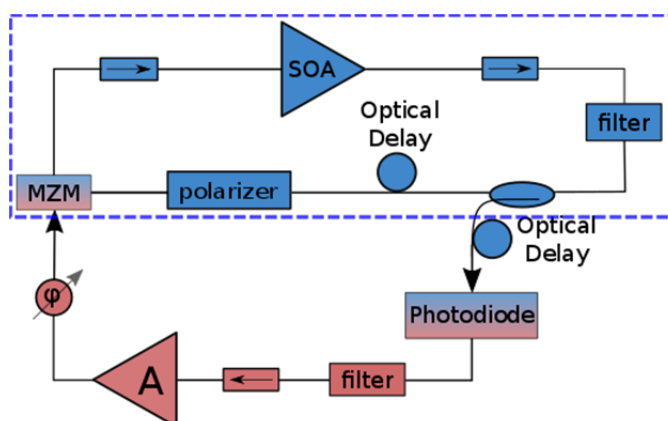 SOA
Optical
Delay
filter
MZM
polarizer
Optical
Delay
Photodiode
φ
A
filter